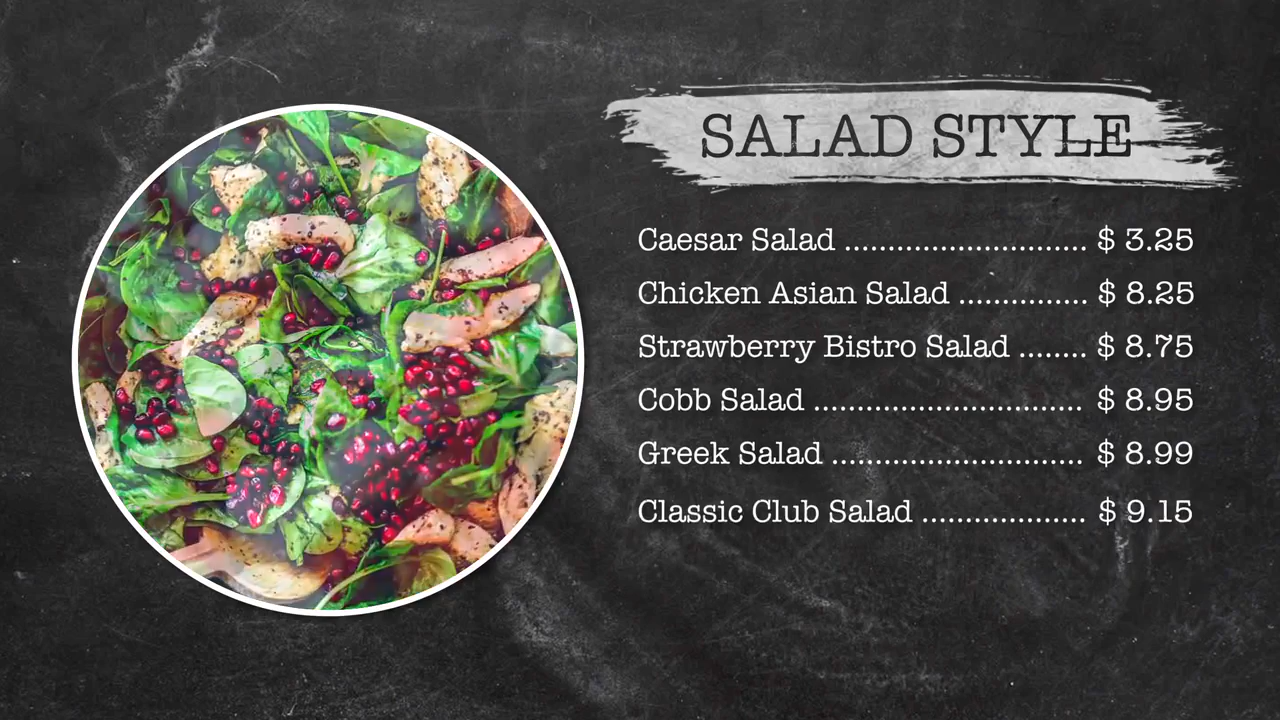 SALAD STYLE
Caesar Salad ............................ $ 3.25
Chicken Asian Salad ............... $ 8.25
Strawberry Bistro Salad ........ $ 8.75
Cobb Salad ............................... $ 8.95
Greek Salad ............................. $ 8.99
Classic Club Salad ................... $ 9.15